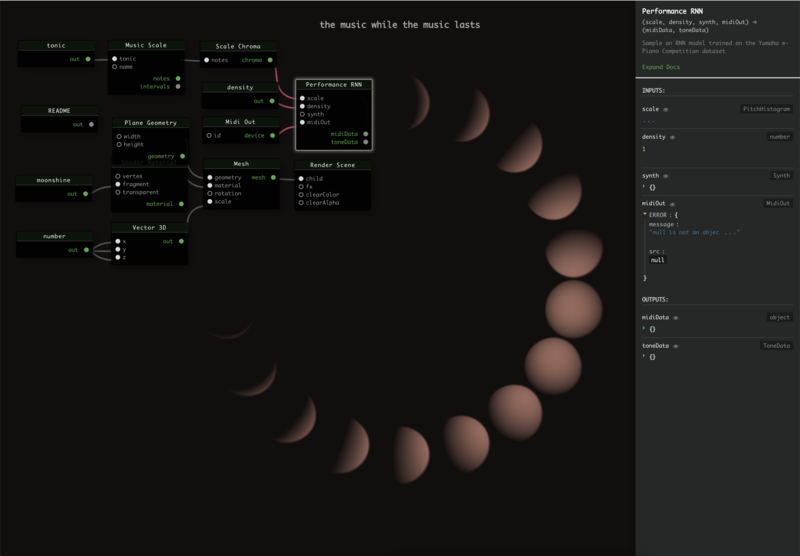 the music while the music lasts
tonic
out
Music Scale
tonic
name
notes
intervals
Scale Chroma
notes
chroma
density
out
Performance RNN
scale
density
synth
midiOut
midiData
toneData
README
out
Plane Geometry
width
height
geometry
Midi Out
id
device
moonshine
out
vertex
fragment
transparent
material
Mesh
geometry
mesh
material
rotation
scale
Render Scene
child
fx
clearColor
clearAlpha
number
out
Vector 3D
x
out
y
z
Performance RNN
(scale, density, synth, midiOut) →
(midiData, toneData)
Sample an RNN model trained on the Yamaha e-
Piano Competition dataset
Expand Docs
INPUTS:
scale
PitchHistogram
...
density
number
1
synth
Synth
{}
midiOut
MidiOut
ERROR : {
message :
"null is not an objec ..."
src :
null
}
OUTPUTS:
midiData
object
{}
toneData
ToneData
{}